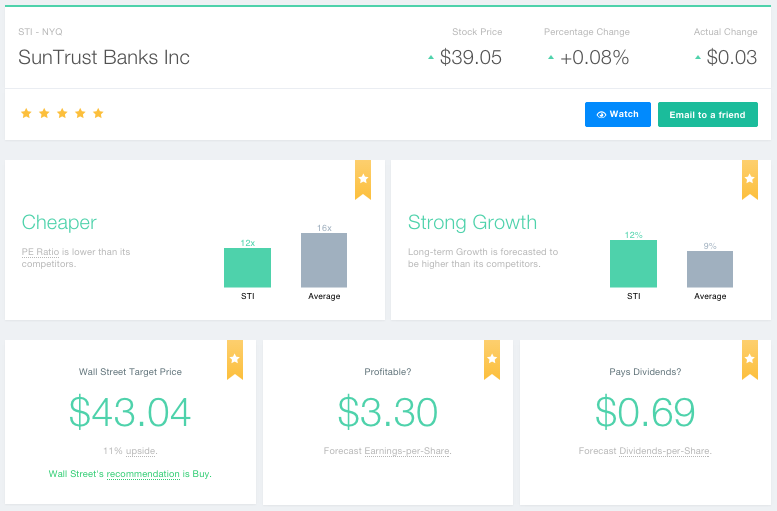 STI - NYQ
Stock Price
Percentage Change
Actual Change
SunTrust Banks Inc
$39.05
+0.08%
$0.03
Watch
Email to a friend
Cheaper
PE Ratio is lower than its
competitors.
12x
16x
STI
Average
Strong Growth
Long-term Growth is forecasted to
be higher than its competitors.
12%
9%
STI
Average
Wall Street Target Price
$43.04
11% upside.
Wall Street's recommendation is Buy.
Profitable?
$3.30
Forecast Earnings-per-Share.
Pays Dividends?
$0.69
Forecast Dividends-per-Share.